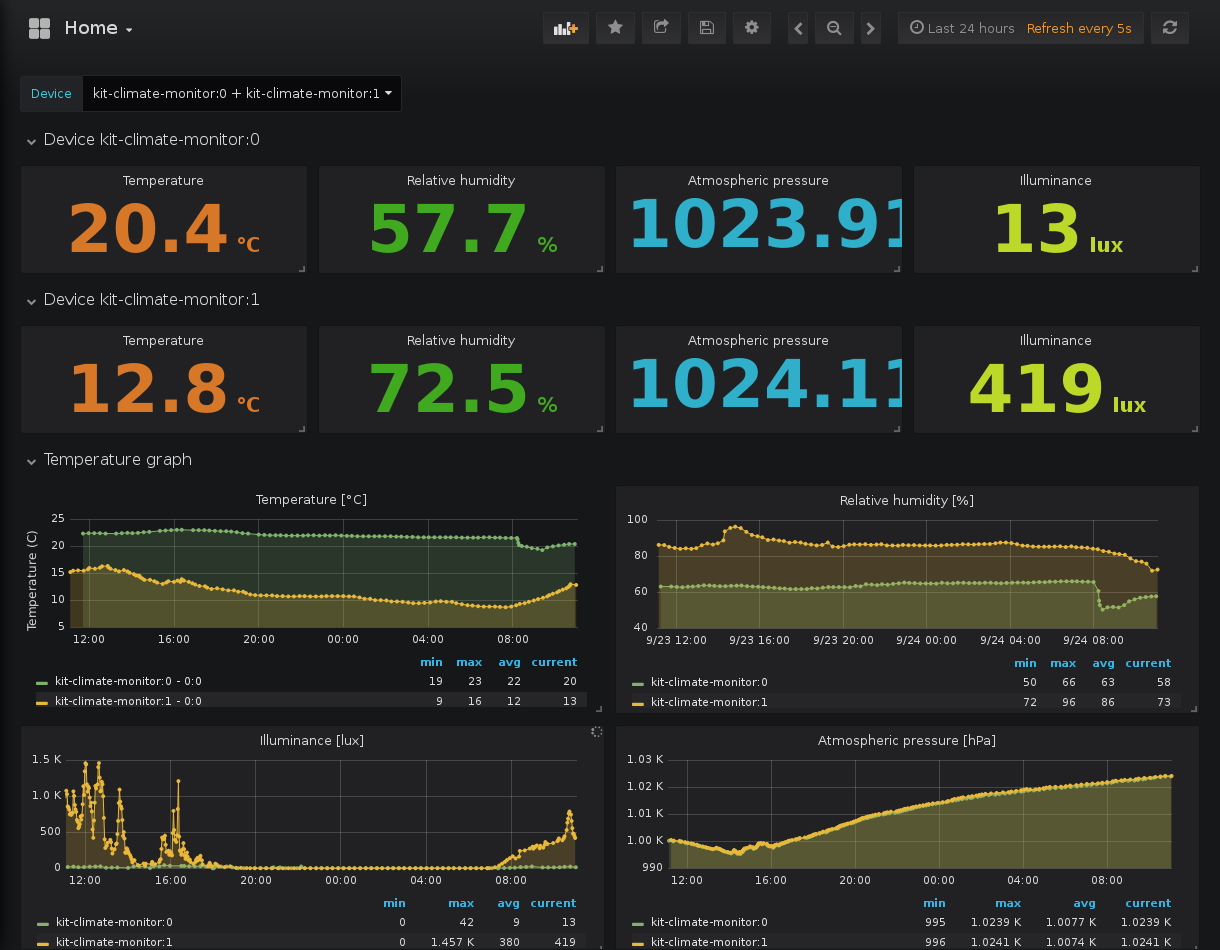 Home
Last 24 hours Refresh every 5s
Device kit-climate-monitor:0 + kit-climate-monitor:1
Device kit-climate-monitor:0
Temperature Relative humidity Atmospheric pressure Illuminance
20.4 °C 57.7 % 1023.91 13 lux
Device kit-climate-monitor:1
Temperature Relative humidity Atmospheric pressure Illuminance
12.8 °C 72.5 % 1024.11 419 lux
Temperature graph
Temperature [°C]
Temperature (C)
25
20
15
10
5
12:00 16:00 20:00 00:00 04:00 08:00
min max avg current
kit-climate-monitor:0 - 0:0 19 23 22 20
kit-climate-monitor:1 - 0:0 9 16 12 13
Relative humidity [%]
100
80
60
40
9/23 12:00 9/23 16:00 9/23 20:00 9/24 00:00 9/24 04:00 9/24 08:00
min max avg current
kit-climate-monitor:0 50 66 63 58
kit-climate-monitor:1 72 96 86 73
Illuminance [lux]
1.5 K
1.0 K
500
0
12:00 16:00 20:00 00:00 04:00 08:00
min max avg current
kit-climate-monitor:0 0 42 9 13
kit-climate-monitor:1 0 1.457 K 380 419
Atmospheric pressure [hPa]
1.03 K
1.02 K
1.01 K
1.00 K
990
12:00 16:00 20:00 00:00 04:00 08:00
min max avg current
kit-climate-monitor:0 995 1.0239 K 1.0077 K 1.0239 K
kit-climate-monitor:1 996 1.0241 K 1.0074 K 1.0241 K